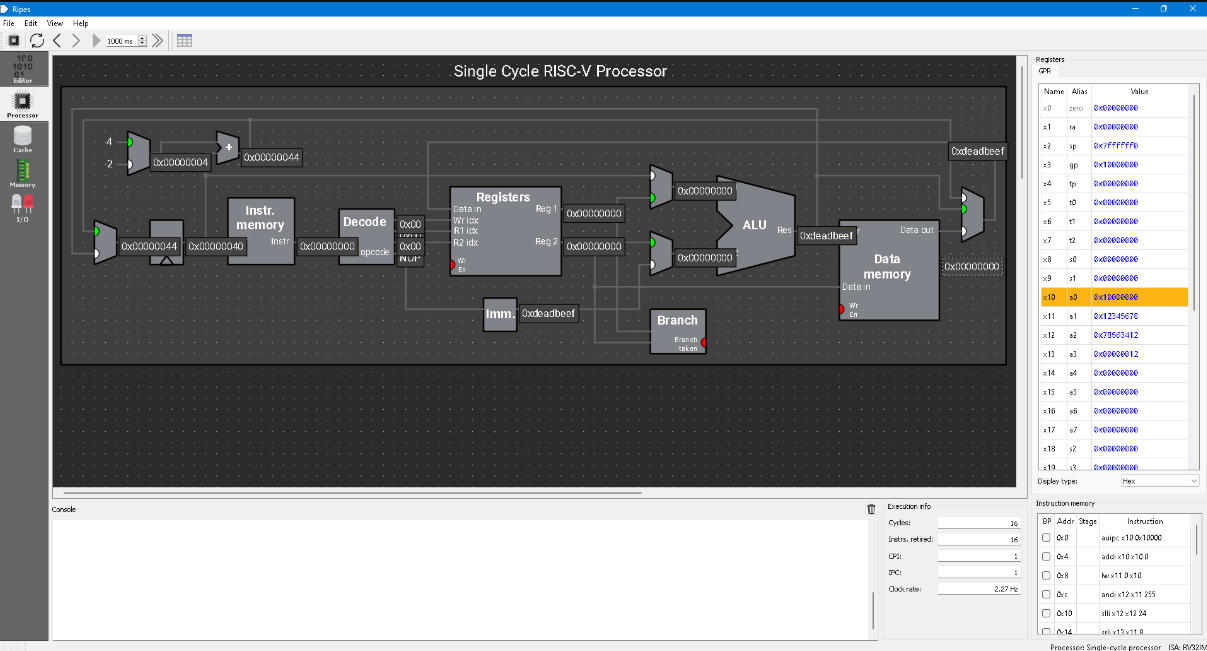 Ripes
File Edit View Help
1000 ms
Editor
Processor
Cache
Memory
I/O
Single Cycle RISC-V Processor
4
2
0x00000004
+
0x00000044
0xdeadbeef
0x00000044
0x00000040
Instr.
memory
Instr
0x00000000
Decode
opcode
0x00
0x00
NOP
Registers
Data in
Wr idx
R1 idx
R2 idx
Wr
En
Reg 1
Reg 2
0x00000000
0x00000000
Imm.
0xdeadbeef
0x00000000
0x00000000
ALU
Res
0xdeadbeef
Branch
Branch
taken
Data
memory
Data out
Data in
Wr
En
0x00000000
Registers
GPR
Name Alias Value
x0 zero 0x00000000
x1 ra 0x00000000
x2 sp 0x7ffffff0
x3 gp 0x10000000
x4 tp 0x00000000
x5 t0 0x00000000
x6 t1 0x00000000
x7 t2 0x00000000
x8 s0 0x00000000
x9 s1 0x00000000
x10 a0 0x10000000
x11 a1 0x12345678
x12 a2 0x78563412
x13 a3 0x00000012
x14 a4 0x00000000
x15 a5 0x00000000
x16 a6 0x00000000
x17 a7 0x00000000
x18 s2 0x00000000
x19 s3 0x00000000
Display type: Hex
Console
Execution info
Cycles: 16
Instrs. retired: 16
CPI: 1
IPC: 1
Clock rate: 2.27 Hz
Instruction memory
BP Addr Stage Instruction
0x0 auipc x10 0x10000
0x4 addi x10 x10 0
0x8 lw x11 0 x10
0xc andi x12 x11 255
0x10 slli x12 x12 24
0x14 srli x13 x11 8
Processor: Single-cycle processor ISA: RV32IM